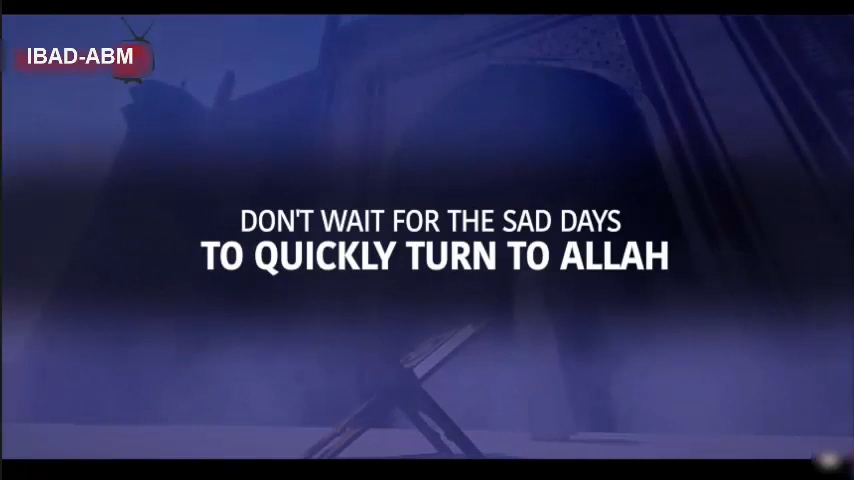 IBAD-ABM
DON'T WAIT FOR THE SAD DAYS
TO QUICKLY TURN TO ALLAH